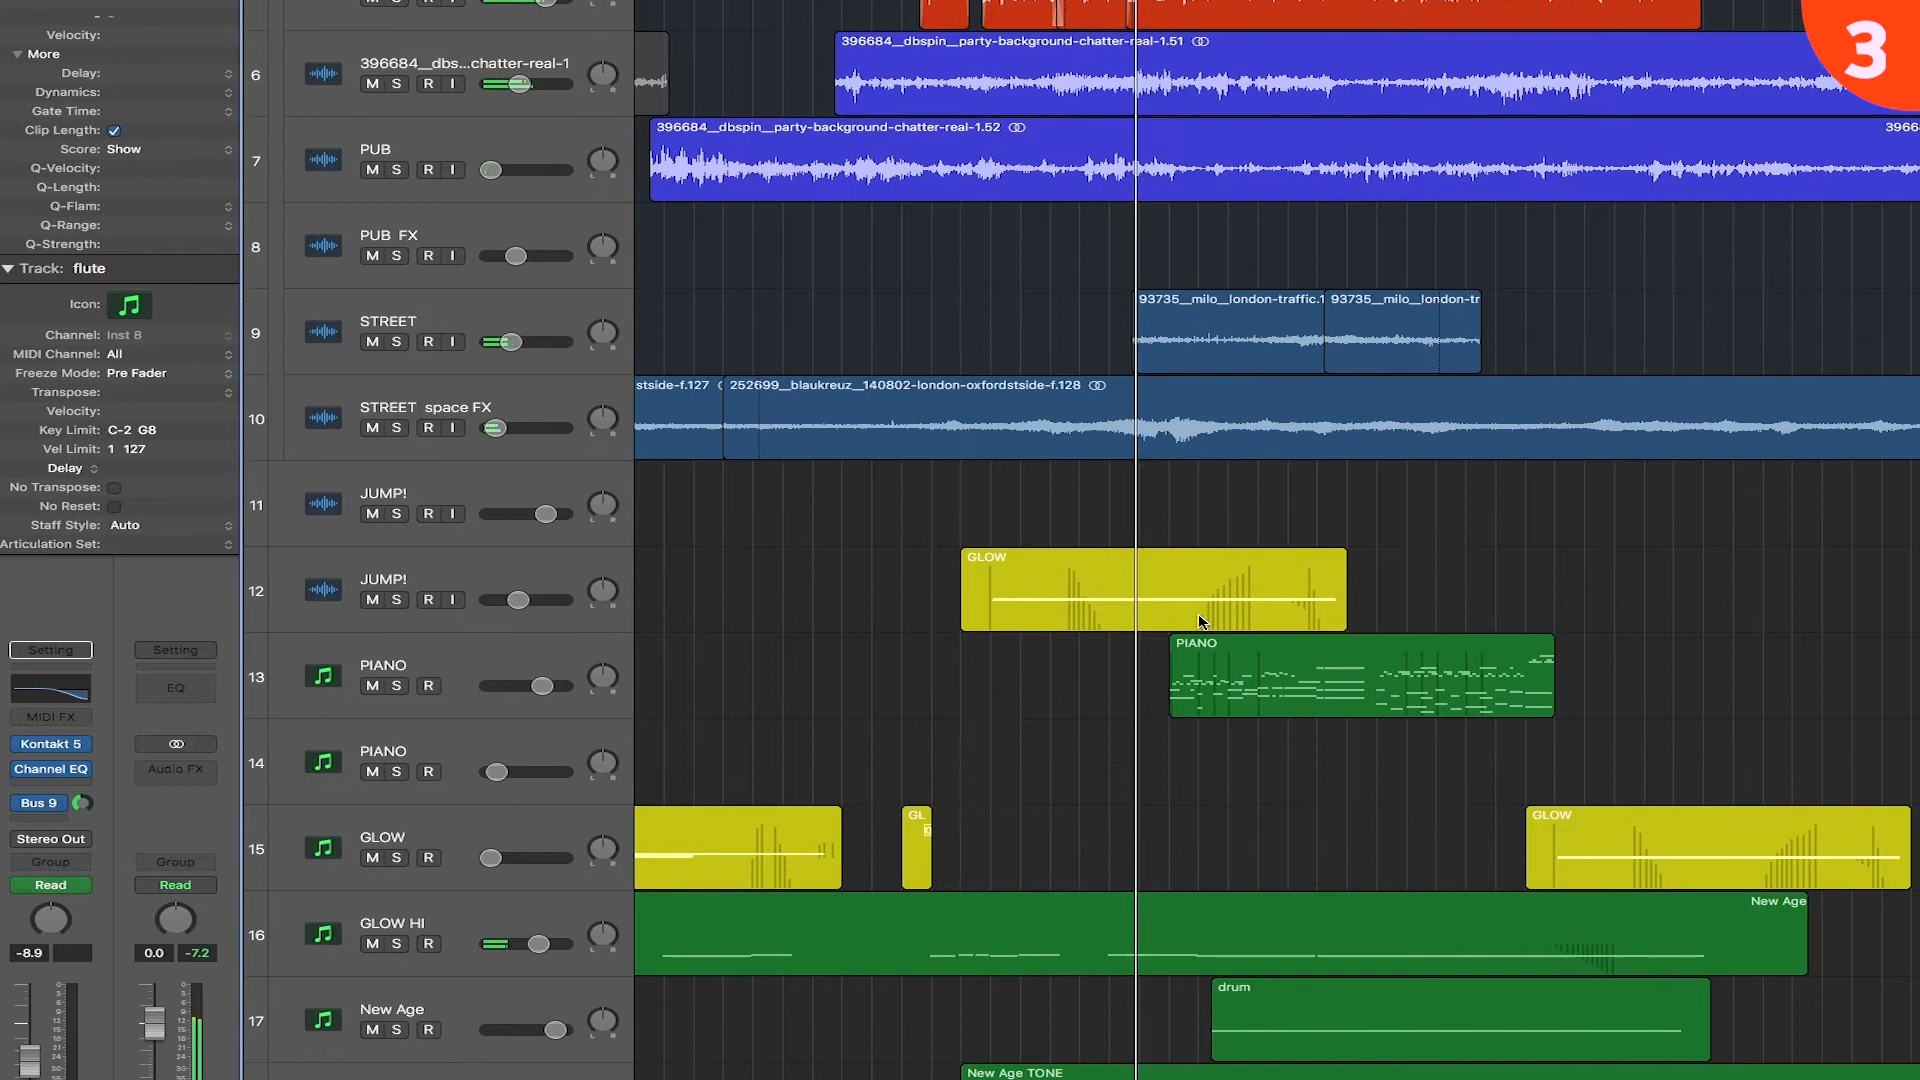 - -
Velocity:
More
Delay:
Dynamics:
Gate Time:
Clip Length:
Score: Show
Q-Velocity:
Q-Length:
Q-Flam:
Q-Range:
Q-Strength:
Track: flute
Icon:
Channel: Inst 8
MIDI Channel: All
Freeze Mode: Pre Fader
Transpose:
Velocity:
Key Limit: C-2 G8
Vel Limit: 1 127
Delay
No Transpose:
No Reset:
Staff Style: Auto
Articulation Set:
Setting Setting
EQ
MIDI FX
Kontakt 5
Channel EQ Audio FX
Bus 9
Stereo Out
Group Group
Read Read
-8.9 0.0 -7.2
M S R I
6 396684__dbs...chatter-real-1
M S R I L R
7 PUB
M S R I L R
8 PUB FX
M S R I L R
9 STREET
M S R I L R
10 STREET space FX
M S R I L R
11 JUMP!
M S R I L R
12 JUMP!
M S R I L R
13 PIANO
M S R L R
14 PIANO
M S R L R
15 GLOW
M S R L R
16 GLOW HI
M S R L R
17 New Age
M S R L R
3
396684__dbspin__party-background-chatter-real-1.51
396684__dbspin__party-background-chatter-real-1.52 3966
93735__milo__london-traffic.1 93735__milo__london-tr
stside-f.127 252699__blaukreuz__140802-london-oxfordstside-f.128
GLOW
PIANO
GL GLOW
New Age
drum
New Age TONE